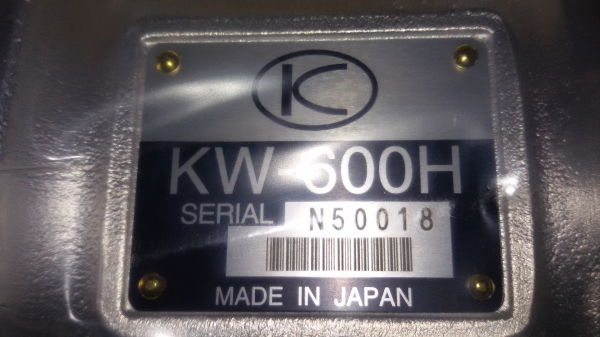 K
KW-600H
SERIAL N50018
MADE IN JAPAN